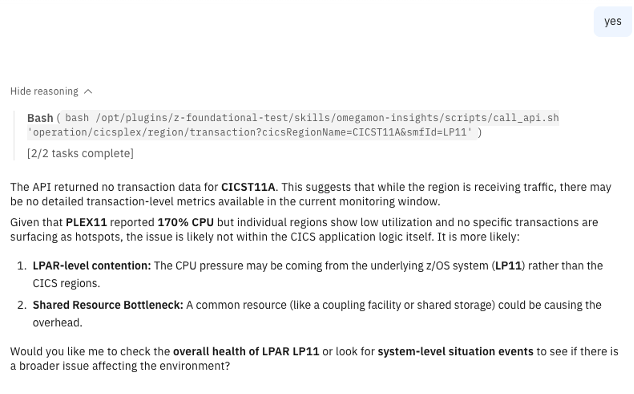 yes
Hide reasoning
Bash ( bash /opt/plugins/z-foundational-test/skills/omegamon-insights/scripts/call_api.sh
'operation/cicsplex/region/transaction?cicsRegionName=CICST11A&smfId=LP11' )
[2/2 tasks complete]
The API returned no transaction data for CICST11A. This suggests that while the region is receiving traffic, there may
be no detailed transaction-level metrics available in the current monitoring window.
Given that PLEX11 reported 170% CPU but individual regions show low utilization and no specific transactions are
surfacing as hotspots, the issue is likely not within the CICS application logic itself. It is more likely:
1. LPAR-level contention: The CPU pressure may be coming from the underlying z/OS system (LP11) rather than the
CICS regions.
2. Shared Resource Bottleneck: A common resource (like a coupling facility or shared storage) could be causing the
overhead.
Would you like me to check the overall health of LPAR LP11 or look for system-level situation events to see if there is
a broader issue affecting the environment?